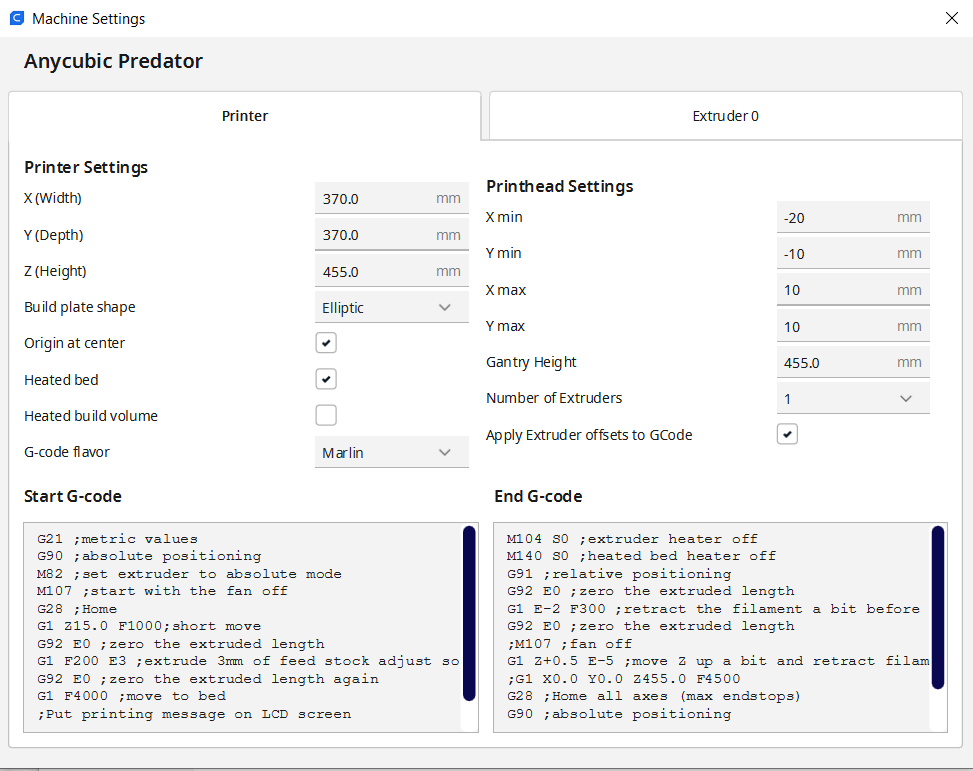 Machine Settings
Anycubic Predator
Printer
Extruder 0
Printer Settings
X (Width) 370.0 mm
Y (Depth) 370.0 mm
Z (Height) 455.0 mm
Build plate shape Elliptic
Origin at center
Heated bed
Heated build volume
G-code flavor Marlin
Printhead Settings
X min -20 mm
Y min -10 mm
X max 10 mm
Y max 10 mm
Gantry Height 455.0 mm
Number of Extruders 1
Apply Extruder offsets to GCode
Start G-code
G21 ;metric values
G90 ;absolute positioning
M82 ;set extruder to absolute mode
M107 ;start with the fan off
G28 ;Home
G1 Z15.0 F1000;short move
G92 E0 ;zero the extruded length
G1 F200 E3 ;extrude 3mm of feed stock adjust so
G92 E0 ;zero the extruded length again
G1 F4000 ;move to bed
;Put printing message on LCD screen
End G-code
M104 S0 ;extruder heater off
M140 S0 ;heated bed heater off
G91 ;relative positioning
G92 E0 ;zero the extruded length
G1 E-2 F300 ;retract the filament a bit before
G92 E0 ;zero the extruded length
;M107 ;fan off
G1 Z+0.5 E-5 ;move Z up a bit and retract filam
;G1 X0.0 Y0.0 Z455.0 F4500
G28 ;Home all axes (max endstops)
G90 ;absolute positioning